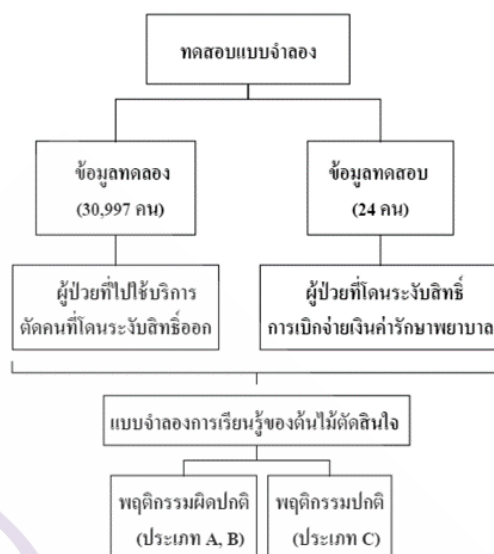 ทดสอบแบบจำลอง
ข้อมูลทดลอง
(30,997 คน)
ข้อมูลทดสอบ
(24 คน)
ผู้ป่วยที่ไปใช้บริการ
ตัดคนที่โดนระงับสิทธิ์ออก
ผู้ป่วยที่โดนระงับสิทธิ์
การเบิกจ่ายเงินค่ารักษาพยาบาล
แบบจำลองการเรียนรู้ของต้นไม้ตัดสินใจ
พฤติกรรมผิดปกติ
(ประเภท A, B)
พฤติกรรมปกติ
(ประเภท C)